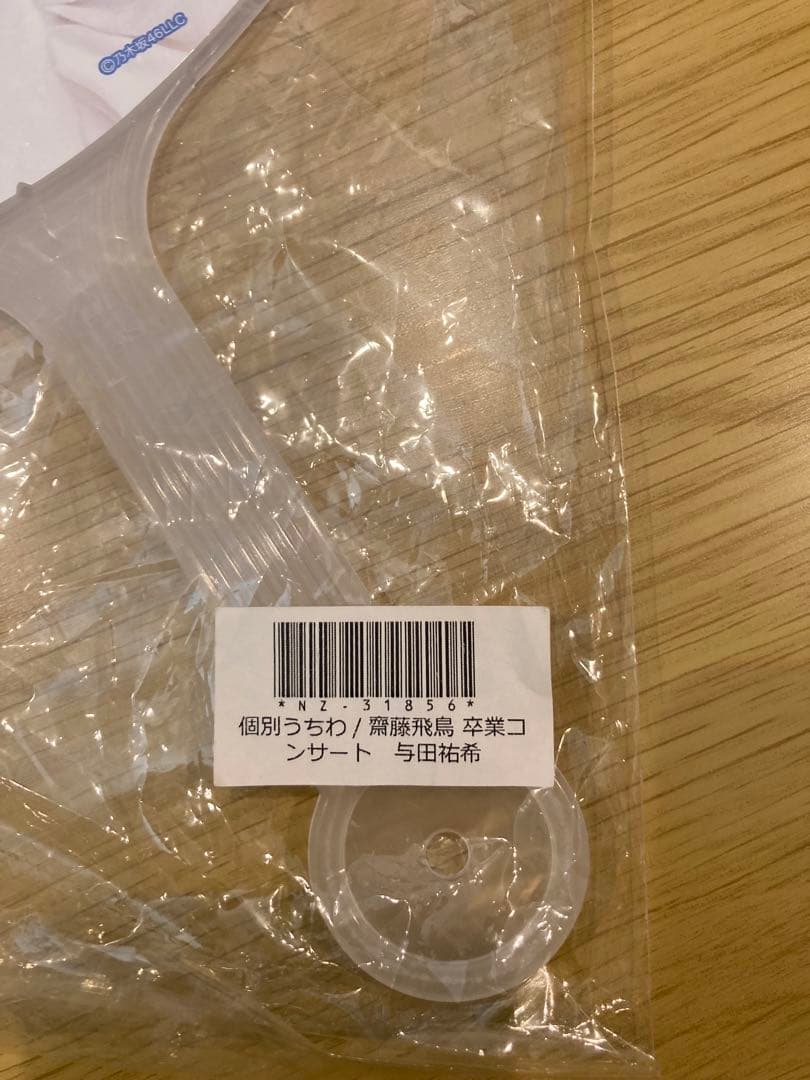 ©乃木坂46LLC
*NZ-31856*
個別うちわ/齋藤飛鳥 卒業コ
ンサート　与田祐希